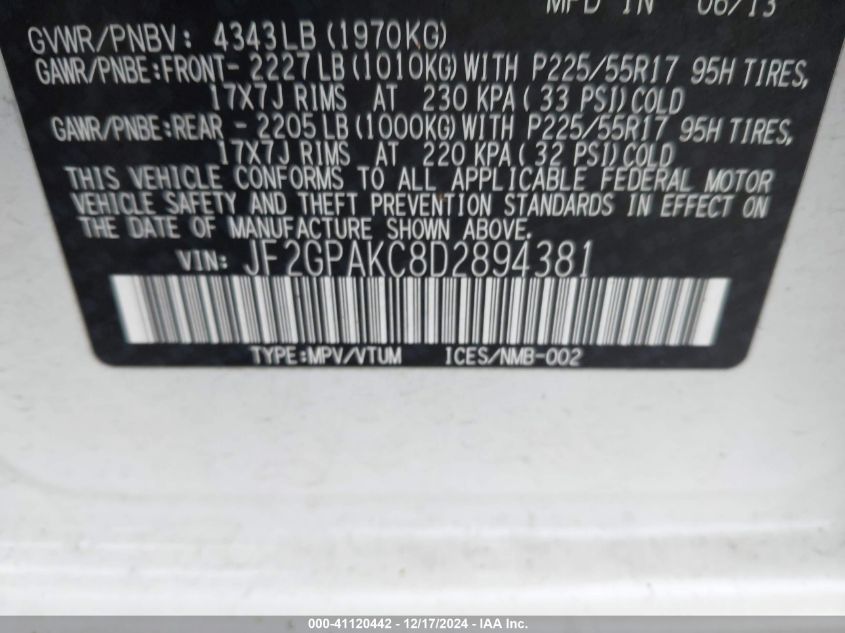 MFD IN 06/13
GVWR/PNBV: 4343LB (1970KG)
GAWR/PNBE:FRONT- 2227LB (1010KG) WITH P225/55R17 95H TIRES,
17X7J RIMS AT 230 KPA ( 33 PSI) COLD
GAWR/PNBE:REAR - 2205LB (1000KG) WITH P225/55R17 95H TIRES,
17X7J RIMS AT 220 KPA ( 32 PSI) COLD
THIS VEHICLE CONFORMS TO ALL APPLICABLE FEDERAL MOTOR
VEHICLE SAFETY AND THEFT PREVENTION STANDARDS IN EFFECT ON
THE DATE OF MANUFACTURE SHOWN ABOVE.
VIN: JF2GPAKC8D2894381
TYPE:MPV/VTUM ICES/NMB-002
000-41120442 - 12/17/2024 - IAA Inc.